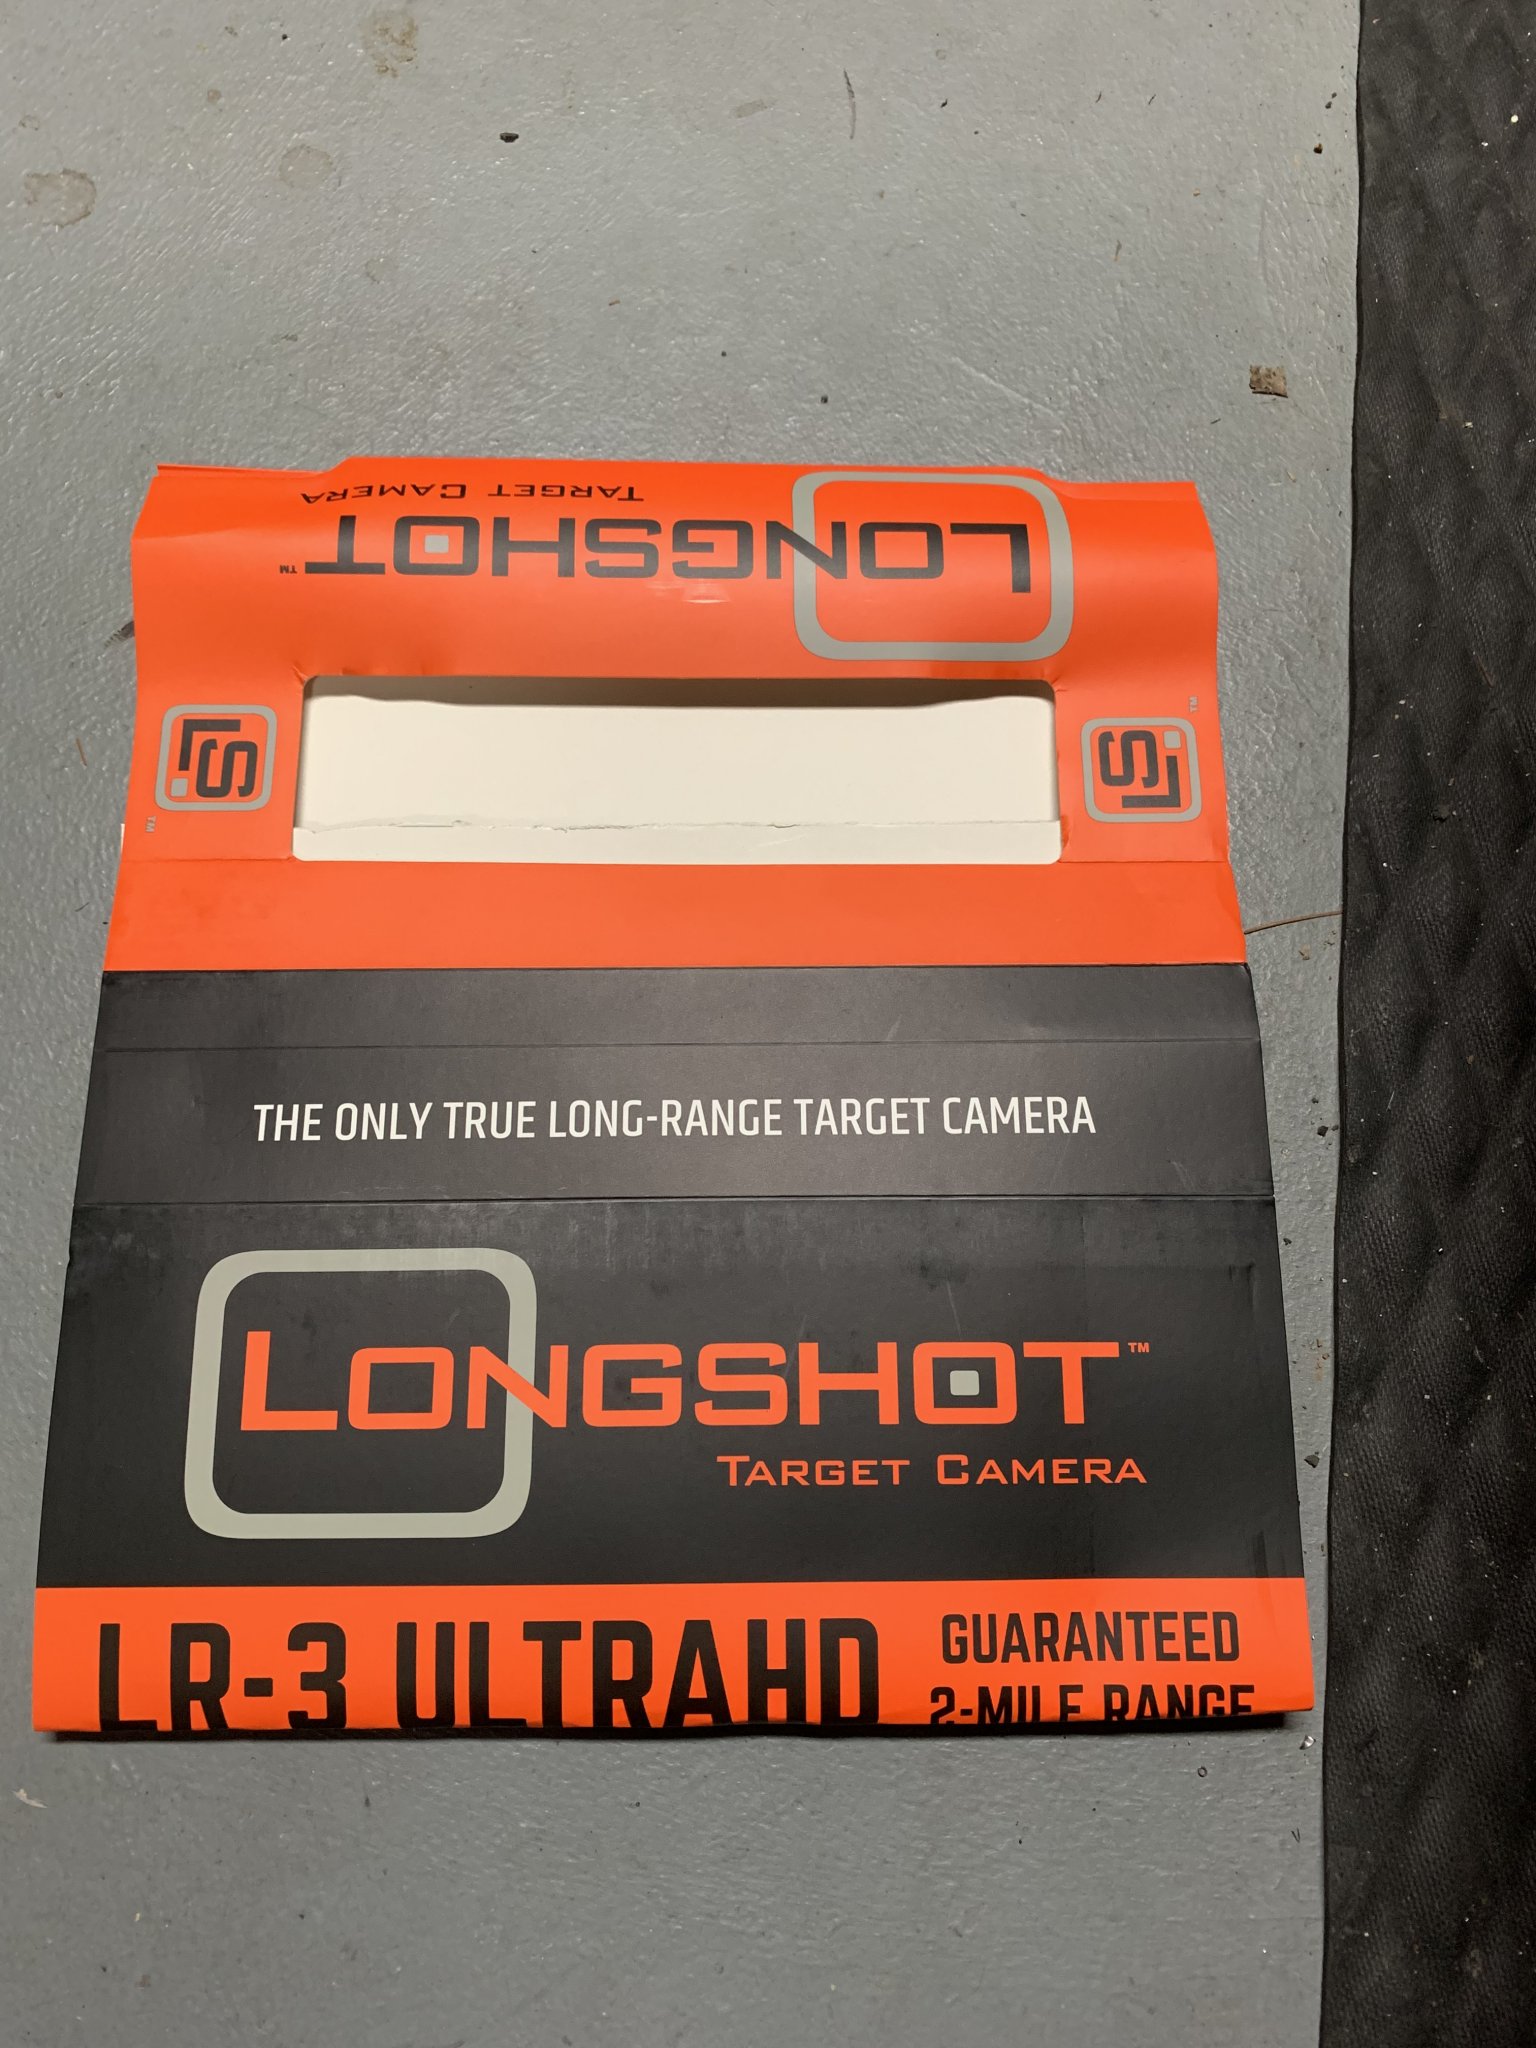 TARGET CAMERA
LONGSHOT™
LS ™
LS ™
THE ONLY TRUE LONG-RANGE TARGET CAMERA
LONGSHOT™
TARGET CAMERA
LR-3 ULTRAHD
GUARANTEED
2-MILE RANGE